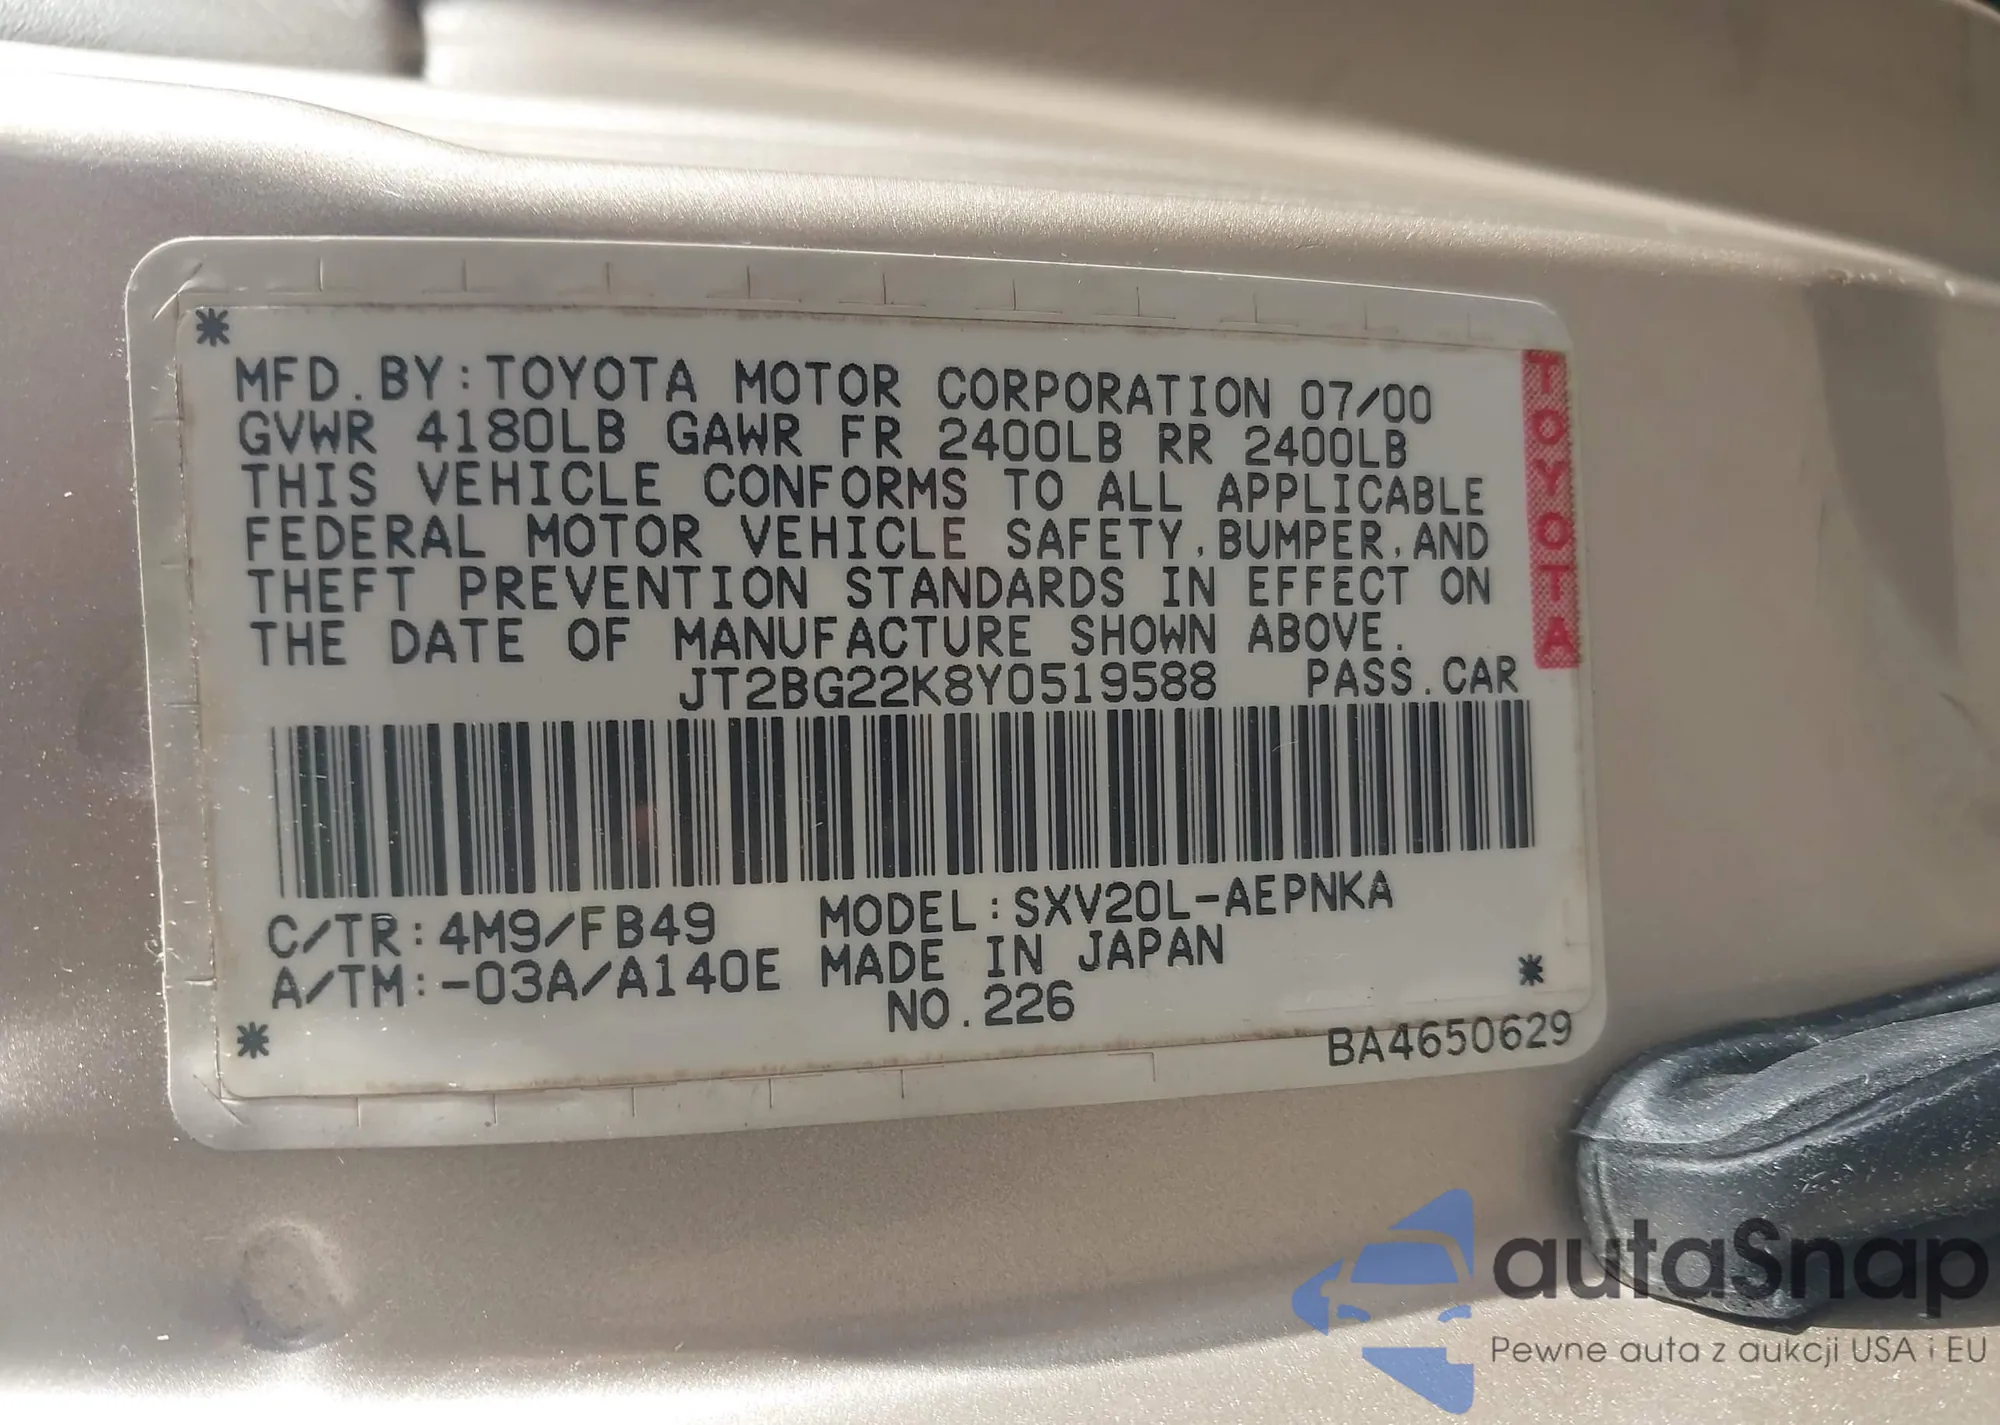 MFD.BY:TOYOTA MOTOR CORPORATION 07/00
GVWR 4180LB GAWR FR 2400LB RR 2400LB
THIS VEHICLE CONFORMS TO ALL APPLICABLE
FEDERAL MOTOR VEHICLE SAFETY,BUMPER,AND
THEFT PREVENTION STANDARDS IN EFFECT ON
THE DATE OF MANUFACTURE SHOWN ABOVE.
JT2BG22K8Y0519588 PASS.CAR
C/TR:4M9/FB49 MODEL:SXV20L-AEPNKA
A/TM:-03A/A140E MADE IN JAPAN
NO.226
BA4650629
TOYOTA
autaSnap
Pewne auta z aukcji USA i EU